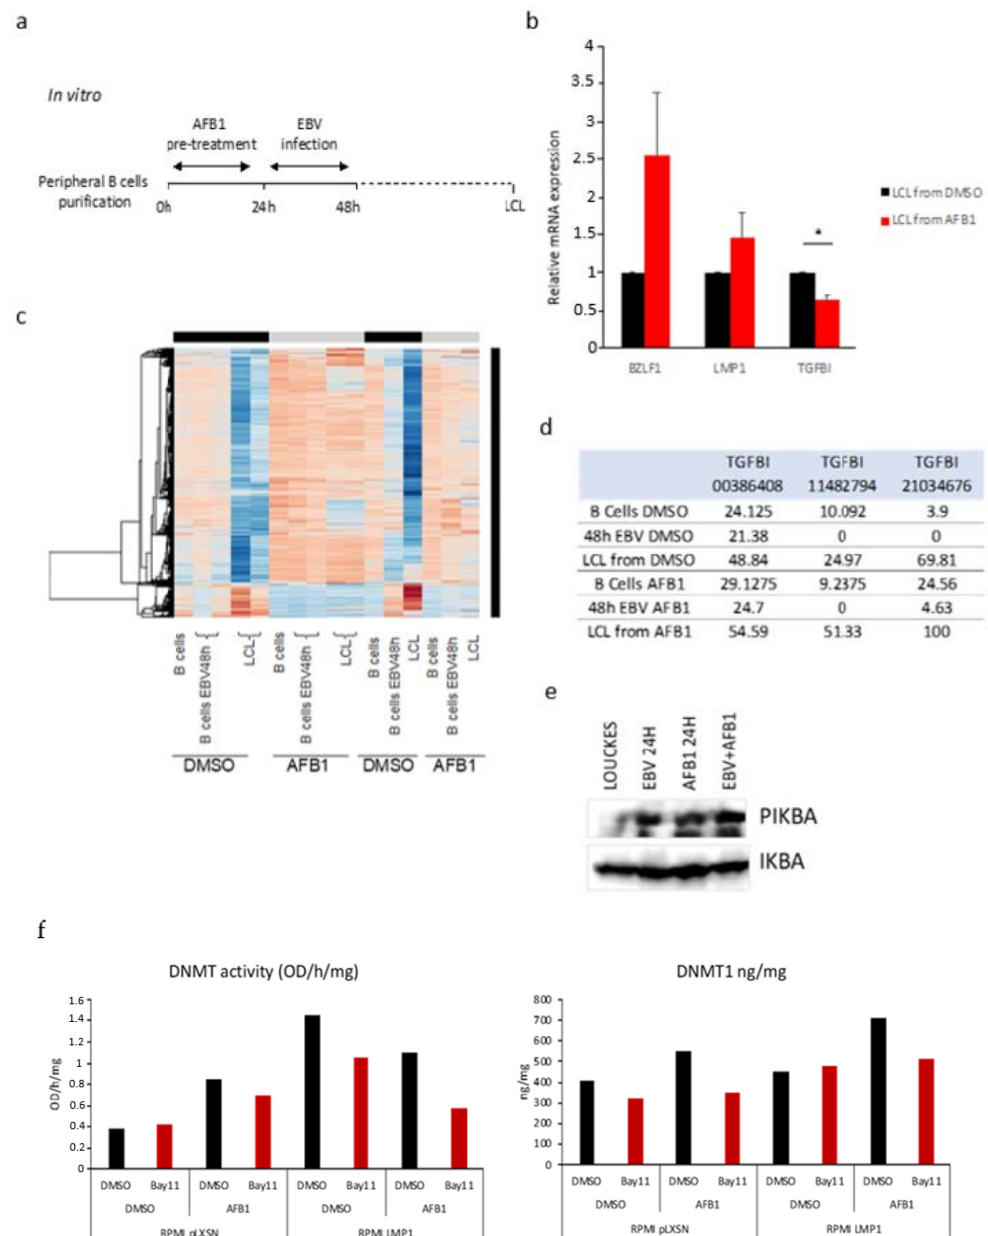 a
In vitro
AFB1
pre-treatment
EBV
infection
Peripheral B cells
purification
0h
24h
48h
LCL
b
4
3.5
3
2.5
2
1.5
1
0.5
0
Relative mRNA expression
*
BZLF1
LMP1
TGFBI
LCL from DMSO
LCL from AFB1
c
B cells
B cells EBV48h
LCL
B cells
B cells EBV48h
LCL
B cells
B cells EBV48h
LCL
B cells
B cells EBV48h
LCL
DMSO
AFB1
DMSO
AFB1
d
TGFBI TGFBI TGFBI
00386408 11482794 21034676
B Cells DMSO 24.125 10.092 3.9
48h EBV DMSO 21.38 0 0
LCL from DMSO 48.84 24.97 69.81
B Cells AFB1 29.1275 9.2375 24.56
48h EBV AFB1 24.7 0 4.63
LCL from AFB1 54.59 51.33 100
e
LOUCKES
EBV 24H
AFB1 24H
EBV+AFB1
PIKBA
IKBA
f
DNMT activity (OD/h/mg)
1.6
1.4
1.2
1
0.8
0.6
0.4
0.2
0
OD/h/mg
DMSO Bay11 DMSO Bay11 DMSO Bay11 DMSO Bay11
DMSO AFB1 DMSO AFB1
RPMI pLXSN RPMI LMP1
DNMT1 ng/mg
800
700
600
500
400
300
200
100
0
ng/mg
DMSO Bay11 DMSO Bay11 DMSO Bay11 DMSO Bay11
DMSO AFB1 DMSO AFB1
RPMI pLXSN RPMI LMP1